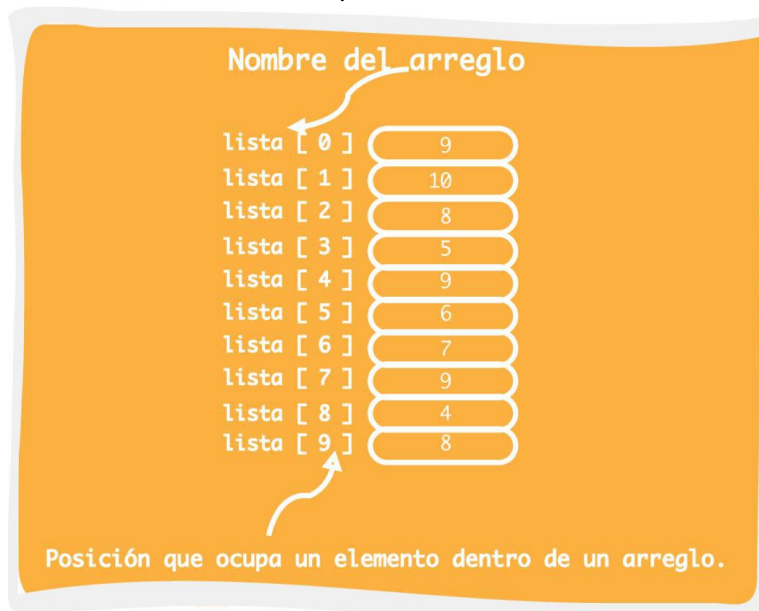 Nombre del arreglo
lista [ 0 ] 9
lista [ 1 ] 10
lista [ 2 ] 8
lista [ 3 ] 5
lista [ 4 ] 9
lista [ 5 ] 6
lista [ 6 ] 7
lista [ 7 ] 9
lista [ 8 ] 4
lista [ 9 ] 8
Posición que ocupa un elemento dentro de un arreglo.